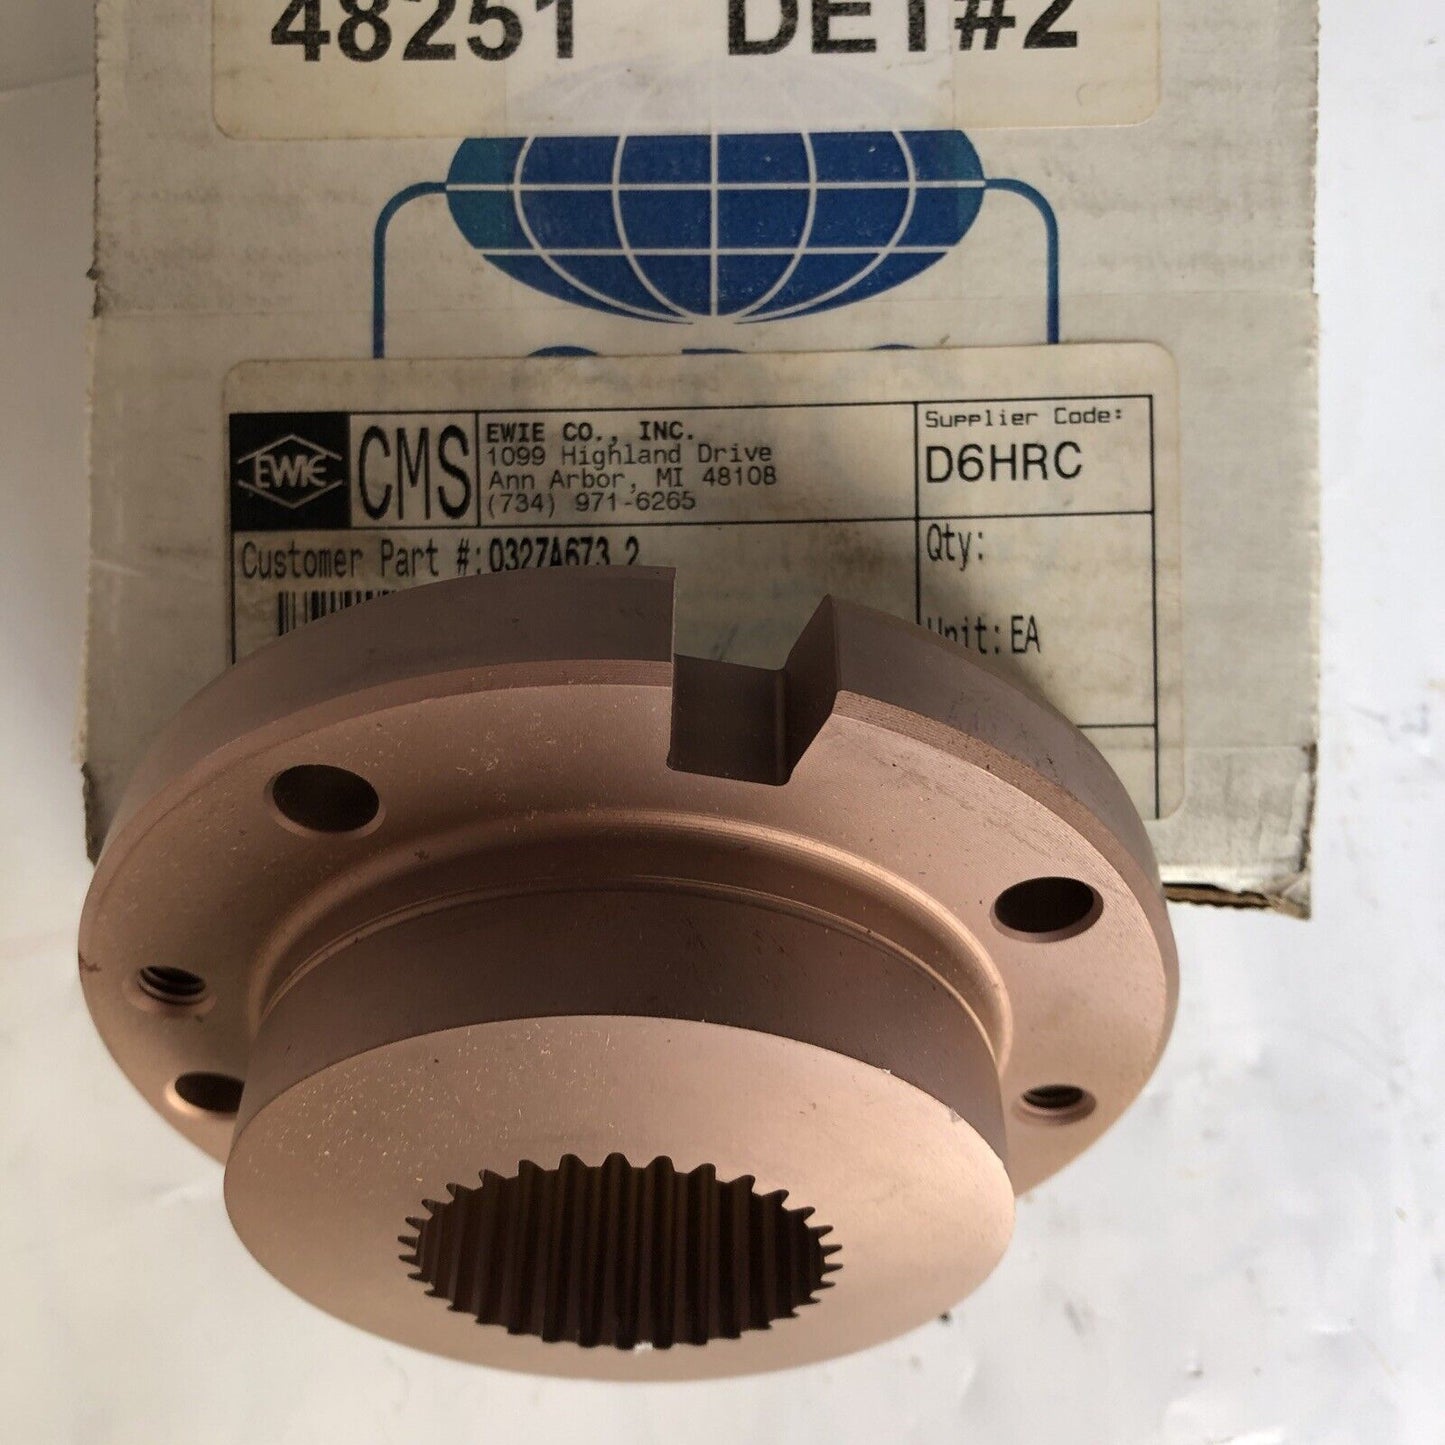 48251 DET#2
EWIE
CMS
EWIE CO., INC.
1099 Highland Drive
Ann Arbor, MI 48108
(734) 971-6265
Supplier Code:
D6HRC
Customer Part #: 0327A673 2
Qty:
Unit: EA